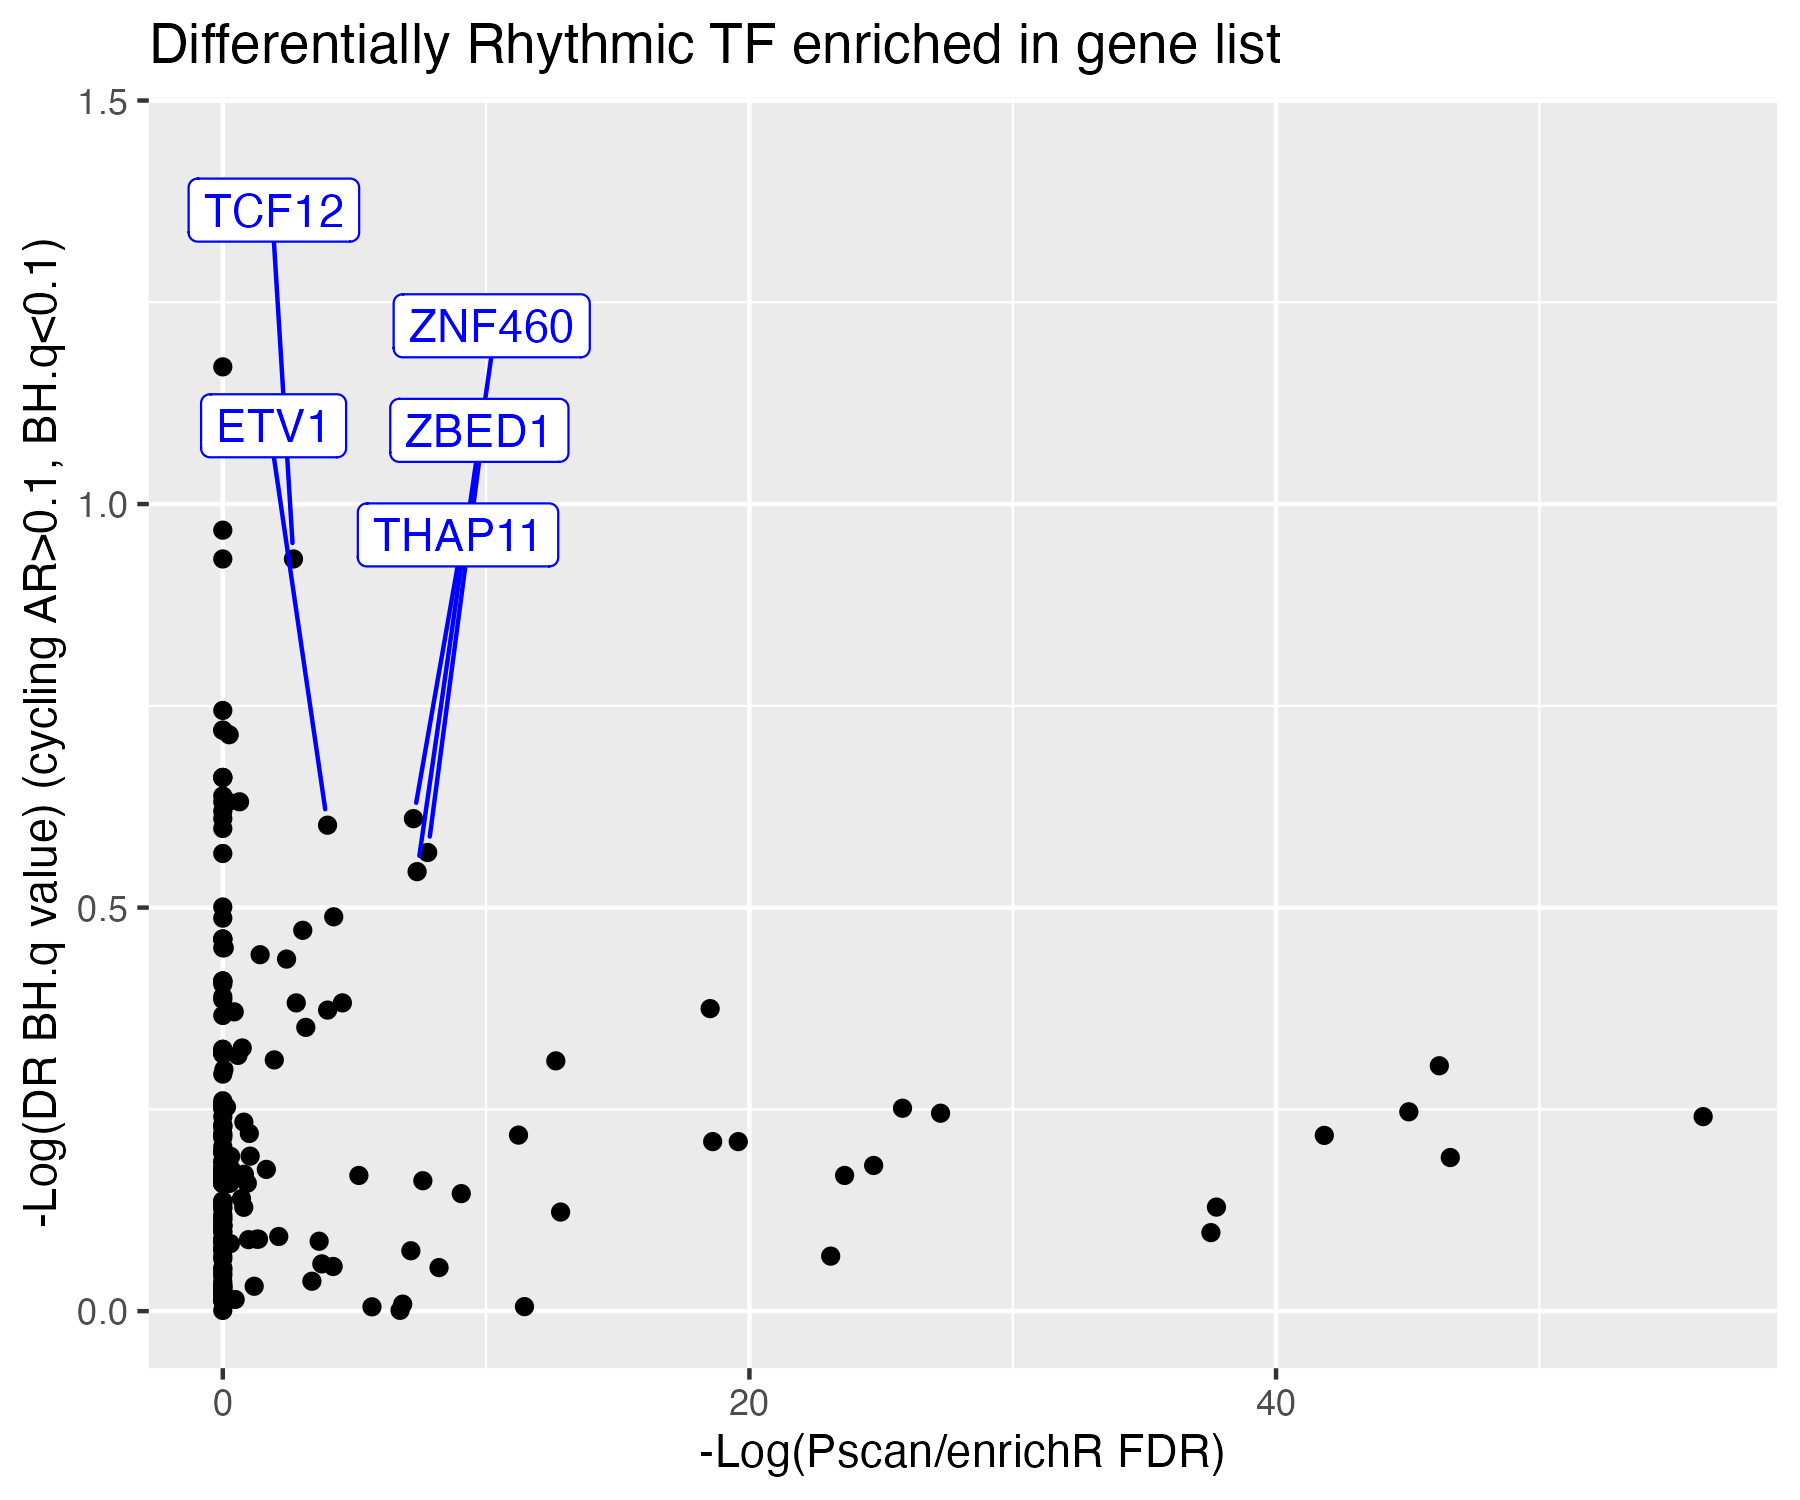 Differentially Rhythmic TF enriched in gene list
-Log(DR BH.q value) (cycling AR>0.1, BH.q<0.1)
1.5
1.0
0.5
0.0
TCF12
ZNF460
ETV1
ZBED1
THAP11
0
20
40
-Log(Pscan/enrichR FDR)